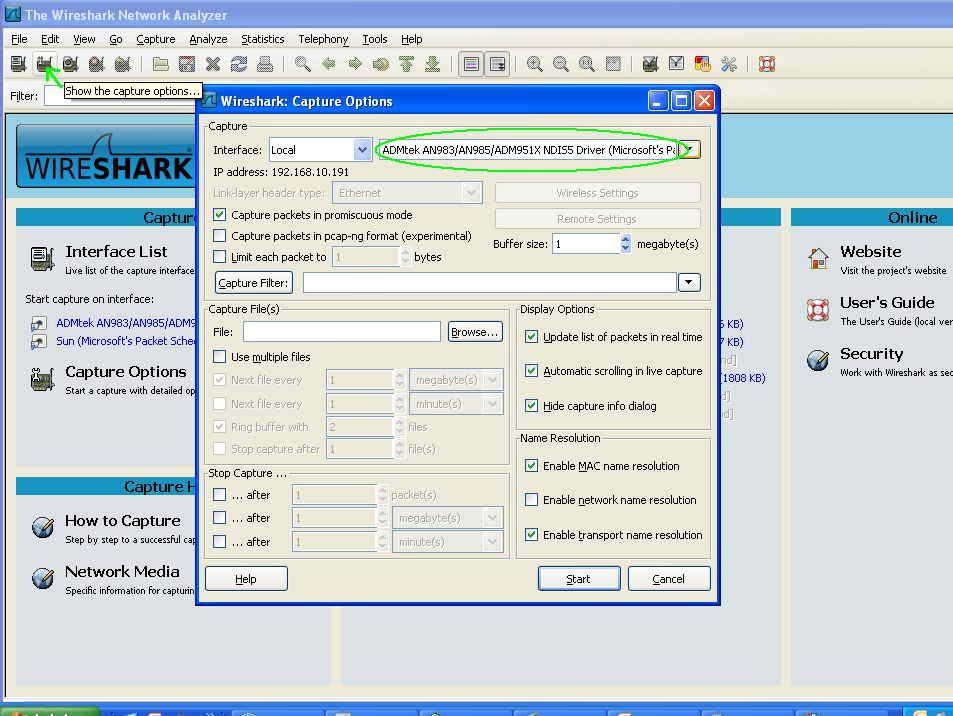 The Wireshark Network Analyzer
File Edit View Go Capture Analyze Statistics Telephony Tools Help
Filter:
Show the capture options...
WIRESHARK
Captur
Interface List
Live list of the capture interface
Start capture on interface:
ADMtek AN983/AN985/ADM9
Sun (Microsoft's Packet Sche
Capture Options
Start a capture with detailed op
Capture H
How to Capture
Step by step to a successful cap
Network Media
Specific information for capturin
Wireshark: Capture Options
Capture
Interface: Local ADMtek AN983/AN985/ADM951X NDIS5 Driver (Microsoft's Pa
IP address: 192.168.10.191
Link-layer header type: Ethernet
Wireless Settings
Capture packets in promiscuous mode
Remote Settings
Capture packets in pcap-ng format (experimental)
Buffer size: 1 megabyte(s)
Limit each packet to 1 bytes
Capture Filter:
Capture File(s)
File: Browse...
Use multiple files
Next file every 1 megabyte(s)
Next file every 1 minute(s)
Ring buffer with 2 files
Stop capture after 1 file(s)
Stop Capture ...
... after 1 packet(s)
... after 1 megabyte(s)
... after 1 minute(s)
Display Options
Update list of packets in real time
Automatic scrolling in live capture
Hide capture info dialog
Name Resolution
Enable MAC name resolution
Enable network name resolution
Enable transport name resolution
Help Start Cancel
KB)
KB)
(1808 KB)
Online
Website
Visit the project's website
User's Guide
The User's Guide (local ver
Security
Work with Wireshark as sec